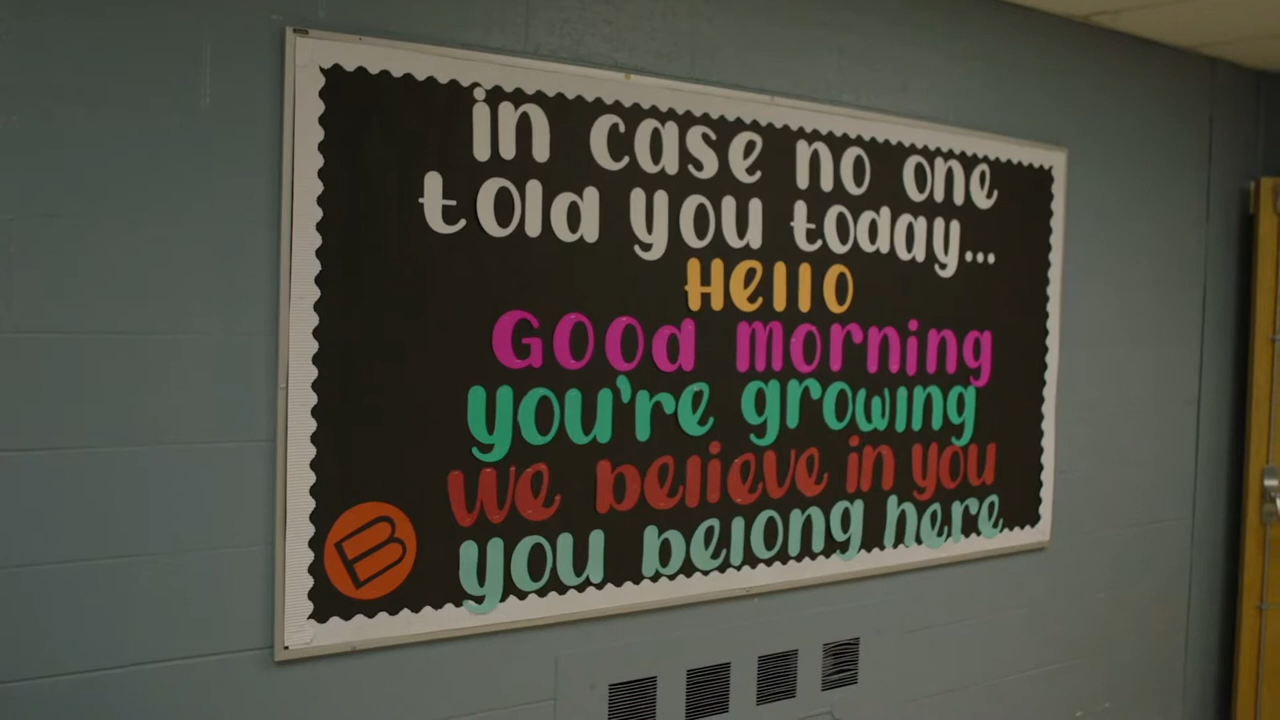 in case no one
told you today...
Hello
Good morning
you're growing
we believe in you
you belong here
B